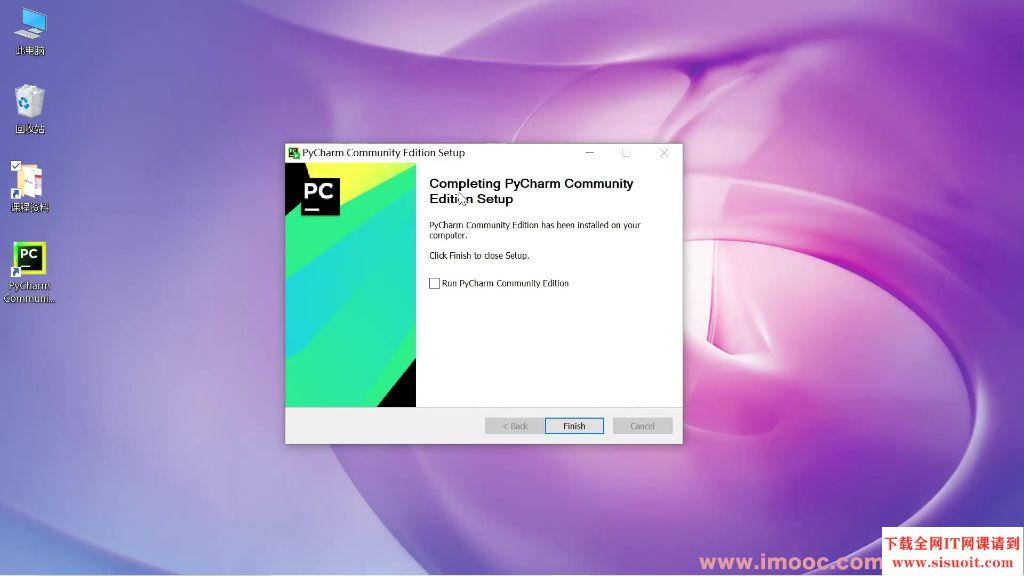 此电脑
回收站
课程资料
PC
PyCharm
Communi...
PyCharm Community Edition Setup
PC
Completing PyCharm Community
Edition Setup
PyCharm Community Edition has been installed on your
computer.
Click Finish to close Setup.
Run PyCharm Community Edition
< Back
Finish
Cancel
www.imooc.com
下载全网IT网课请到
www.sisuoit.com